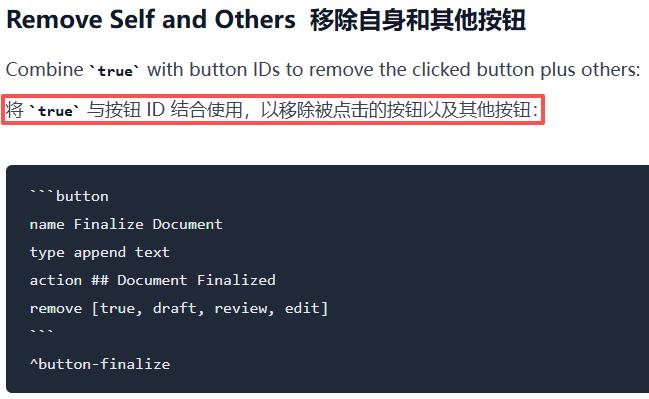 Remove Self and Others 移除自身和其他按钮
Combine `true` with button IDs to remove the clicked button plus others:
将 `true` 与按钮 ID 结合使用，以移除被点击的按钮以及其他按钮：
```button
name Finalize Document
type append text
action ## Document Finalized
remove [true, draft, review, edit]
```
^button-finalize